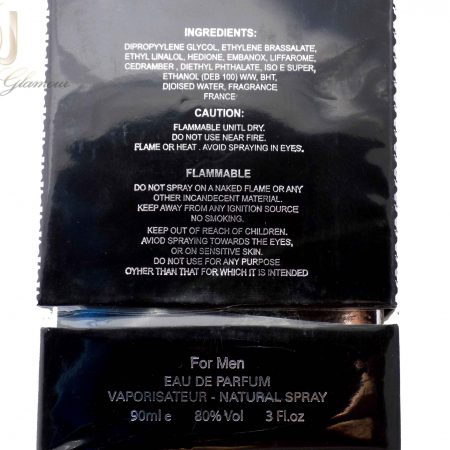 Glamour
INGREDIENTS:
DIPROPYYLENE GLYCOL, ETHYLENE BRASSALATE,
ETHYL LINALOL, HEDIONE, EMBANOX, LIFFAROME,
CEDRAMBER , DIETHYL PHTHALATE, ISO E SUPER,
ETHANOL (DEB 100) W/W, BHT,
DIOISED WATER, FRAGRANCE
FRANCE
CAUTION:
FLAMMABLE UNITL DRY.
DO NOT USE NEAR FIRE.
FLAME OR HEAT . AVOID SPRAYING IN EYES.
FLAMMABLE
DO NOT SPRAY ON A NAKED FLAME OR ANY
OTHER INCANDECENT MATERIAL.
KEEP AWAY FROM ANY IGNITION SOURCE
NO SMOKING.
KEEP OUT OF REACH OF CHILDREN.
AVIOD SPRAYING TOWARDS THE EYES,
OR ON SENSITIVE SKIN.
DO NOT USE FOR ANY PURPOSE
OYHER THAN THAT FOR WHICH IT IS INTENDED
For Men
EAU DE PARFUM
VAPORISATEUR - NATURAL SPRAY
90ml e 80% Vol 3 Fl.oz